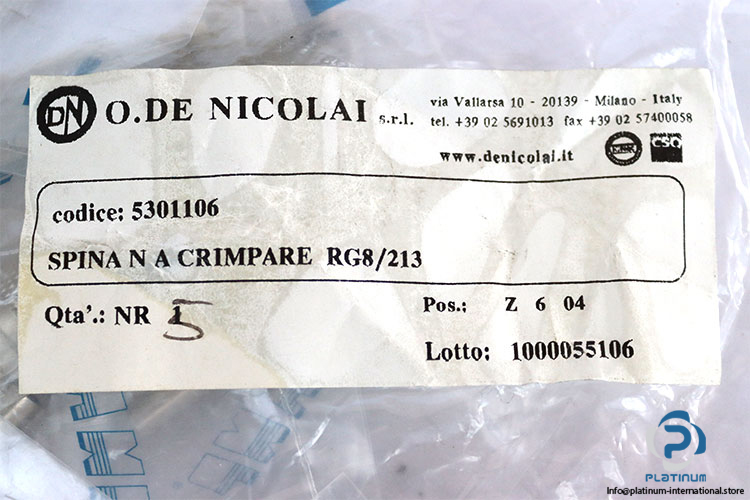 DN O.DE NICOLAI s.r.l.
via Vallarsa 10 - 20139 - Milano - Italy
tel. +39 02 5691013 fax +39 02 57400058
www.denicolai.it
CSQ
codice: 5301106
SPINA N A CRIMPARE RG8/213
Qta'.: NR 5
Pos.: Z 6 04
Lotto: 1000055106
PLATINUM
Info@platinum-international.store